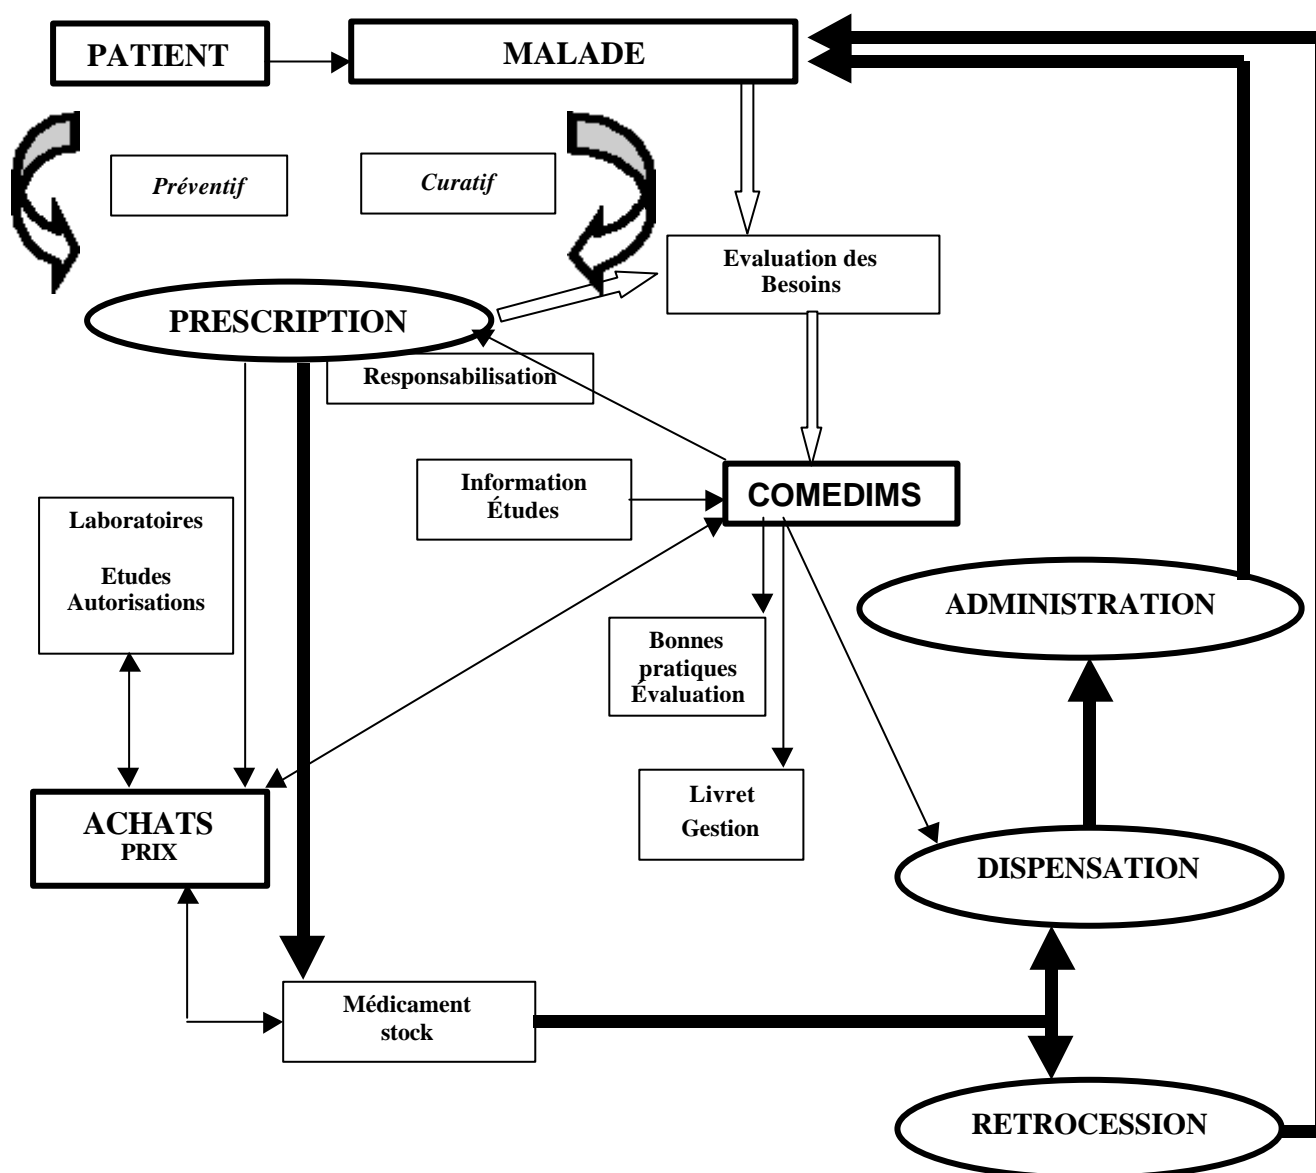 PATIENT
MALADE
Préventif
Curatif
Evaluation des
Besoins
PRESCRIPTION
Responsabilisation
Information
Études
COMEDIMS
Laboratoires
Etudes
Autorisations
ADMINISTRATION
Bonnes
pratiques
Évaluation
Livret
Gestion
ACHATS
PRIX
DISPENSATION
Médicament
stock
RETROCESSION